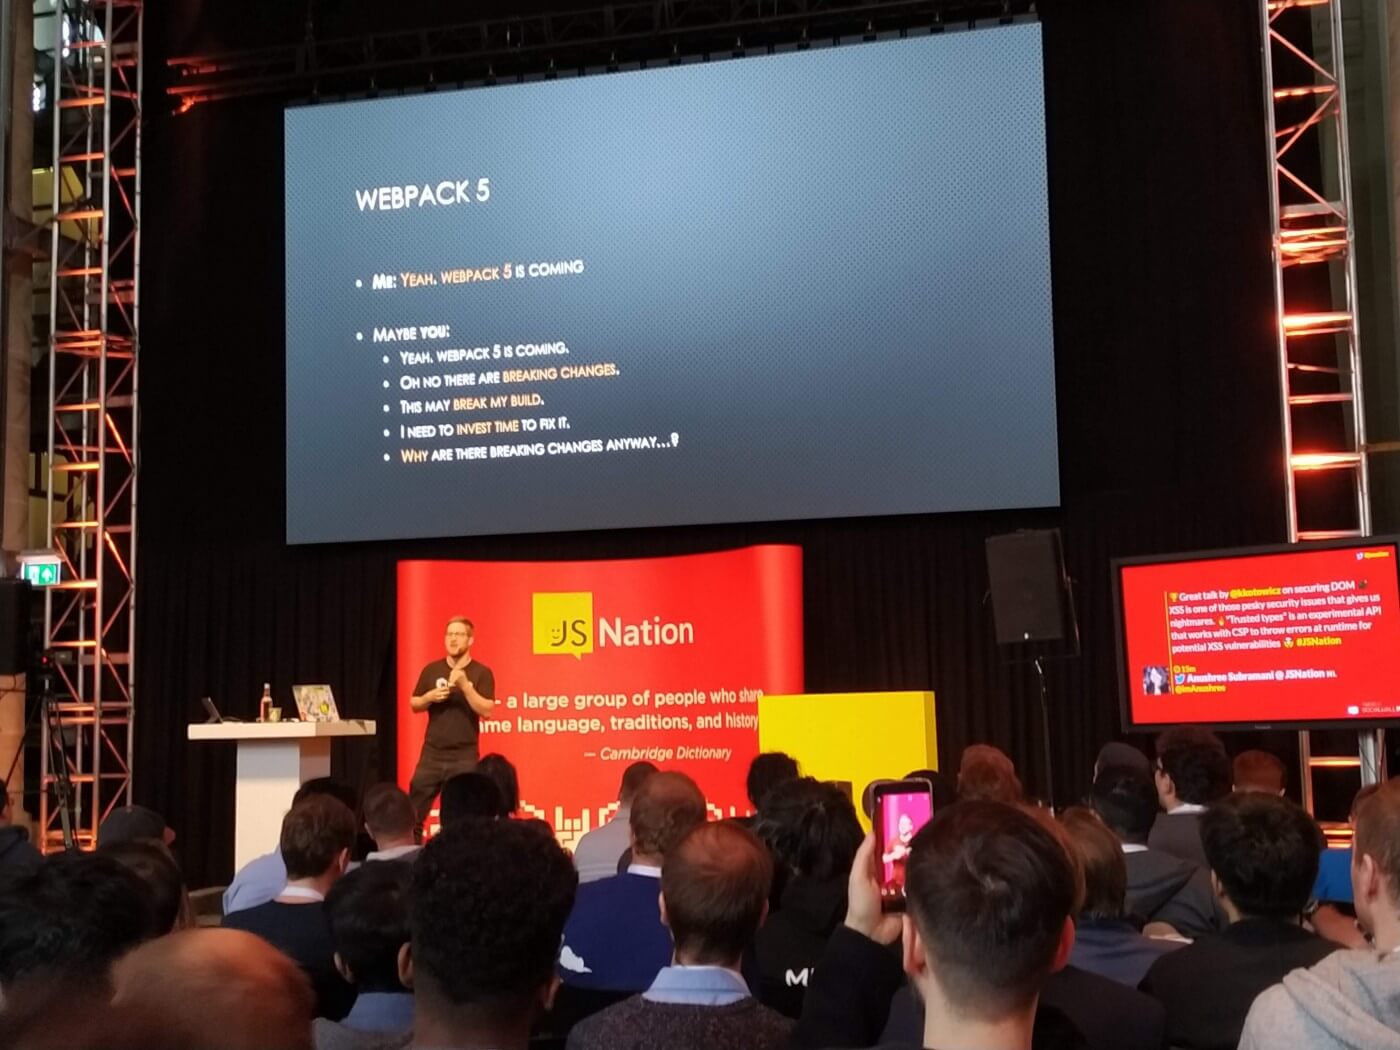 WEBPACK 5
• ME: YEAH. WEBPACK 5 IS COMING
• MAYBE YOU:
• YEAH. WEBPACK 5 IS COMING.
• OH NO THERE ARE BREAKING CHANGES.
• THIS MAY BREAK MY BUILD.
• I NEED TO INVEST TIME TO FIX IT.
• WHY ARE THERE BREAKING CHANGES ANYWAY...?
JS Nation
- a large group of people who share
me language, traditions, and history
— Cambridge Dictionary
Great talk by @kkotowicz on securing DOM
XSS is one of those pesky security issues that gives us
nightmares. "Trusted types" is an experimental API
that works with CSP to throw errors at runtime for
potential XSS vulnerabilities #JSNation
15m
Anushree Subramani @ JSNation NL
@imAnushree